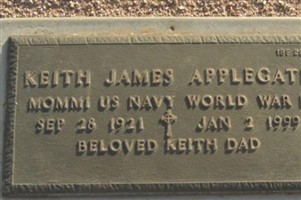 KEITH JAMES APPLEGAT
MOMM1 US NAVY WORLD WAR
SEP 28 1921 JAN 2 1999
BELOVED KEITH DAD